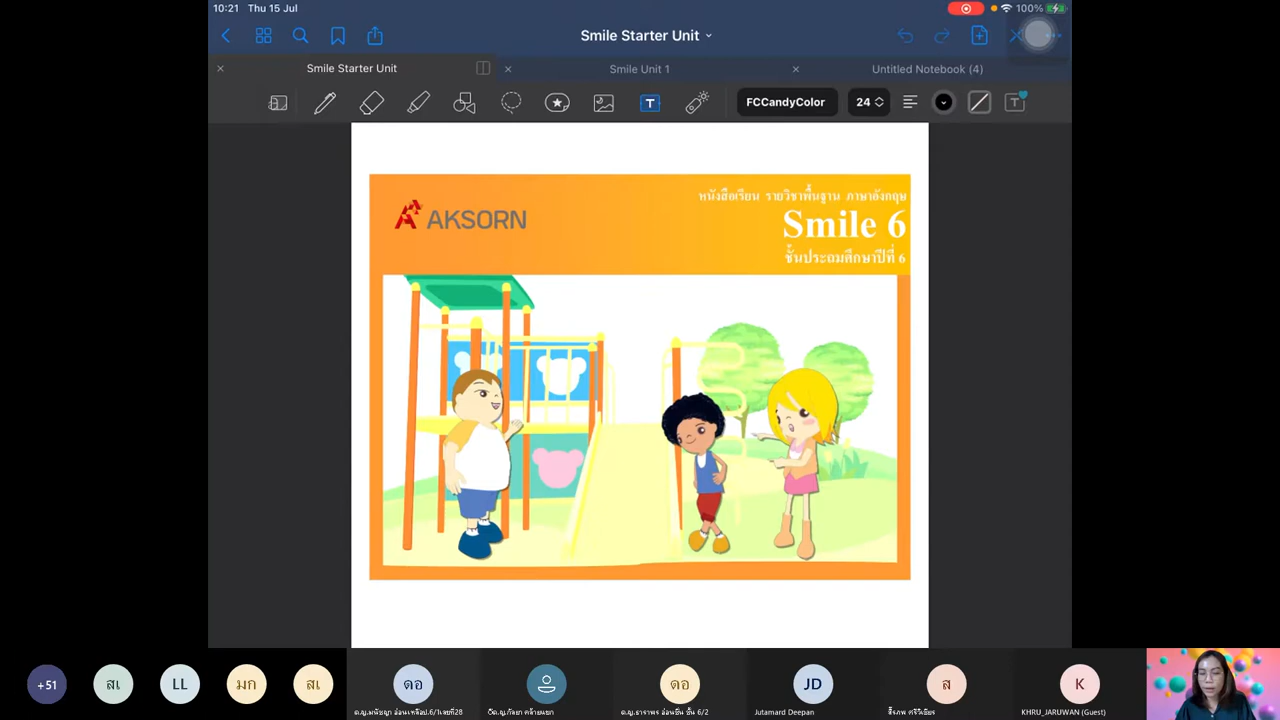 10:21 Thu 15 Jul
100%
Smile Starter Unit
Smile Starter Unit
Smile Unit 1
Untitled Notebook (4)
FCCandyColor
24
AKSORN
หนังสือเรียน รายวิชาพื้นฐาน ภาษาอังกฤษ
Smile 6
ชั้นประถมศึกษาปีที่ 6
+51
สเ
LL
มก
สเ
ดอ
ดอ
JD
ส
K
Jutamard Deepan
KHRU_JARUWAN (Guest)